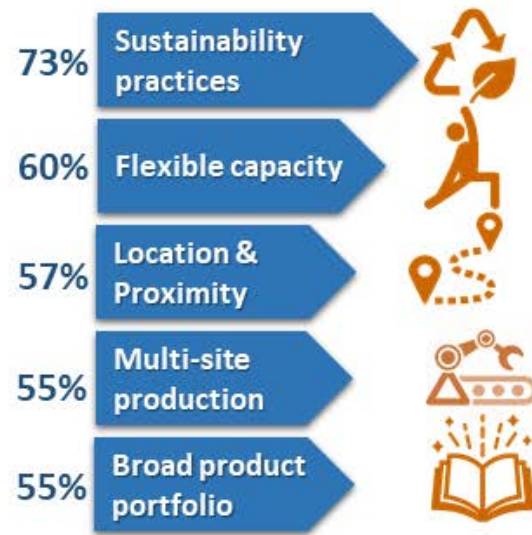 73%
Sustainability
practices
60%
Flexible capacity
57%
Location &
Proximity
55%
Multi-site
production
55%
Broad product
portfolio